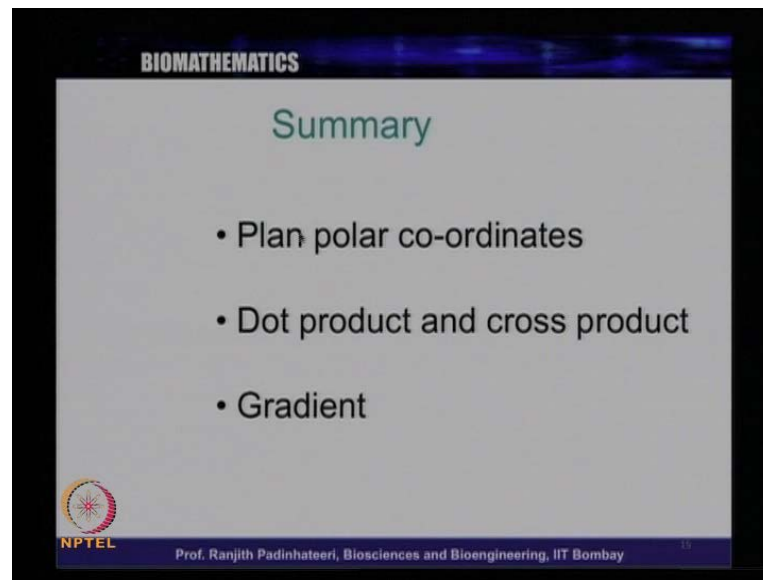 BIOMATHEMATICS
Summary
• Plan polar co-ordinates
• Dot product and cross product
• Gradient
NPTEL
Prof. Ranjith Padinhateeri, Biosciences and Bioengineering, IIT Bombay
19